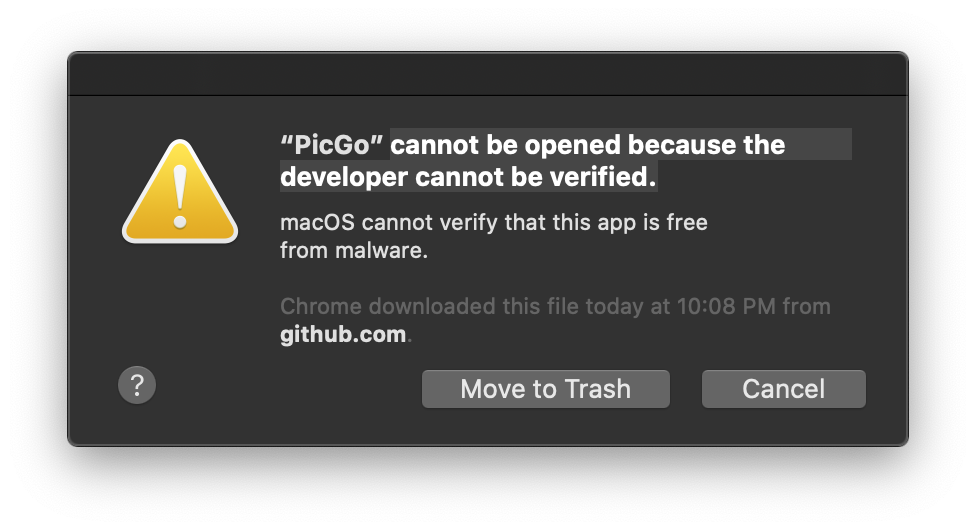 “PicGo” cannot be opened because the
developer cannot be verified.
macOS cannot verify that this app is free
from malware.
Chrome downloaded this file today at 10:08 PM from
github.com.
?
Move to Trash
Cancel